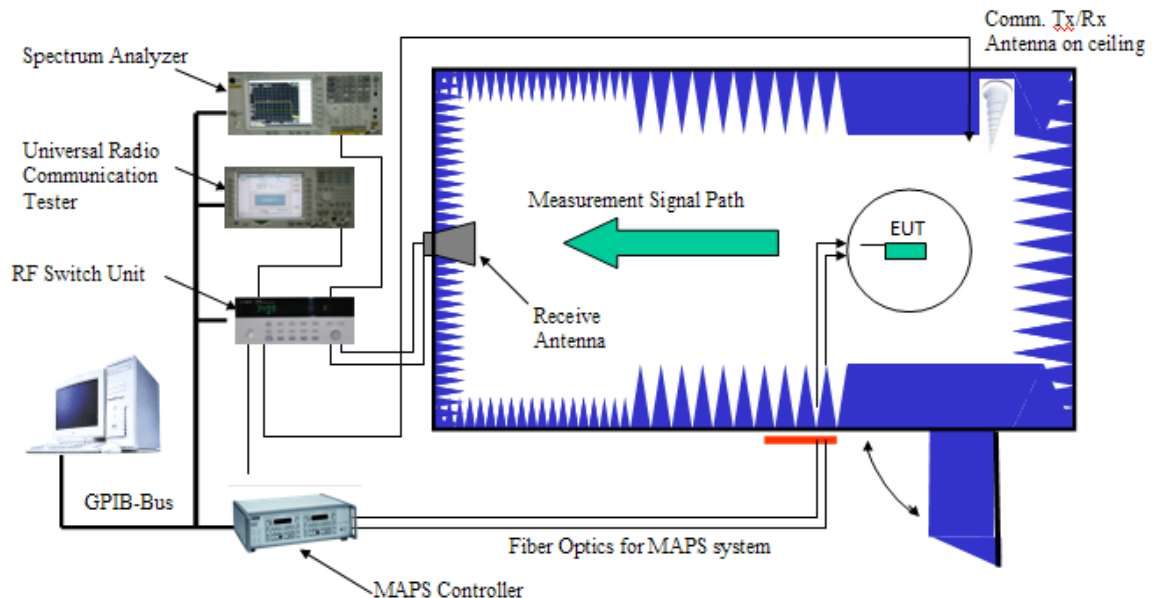 Comm. Tx/Rx
Antenna on ceiling
Spectrum Analyzer
Universal Radio
Communication
Tester
Measurement Signal Path
EUT
RF Switch Unit
Receive
Antenna
GPIB-Bus
Fiber Optics for MAPS system
MAPS Controller